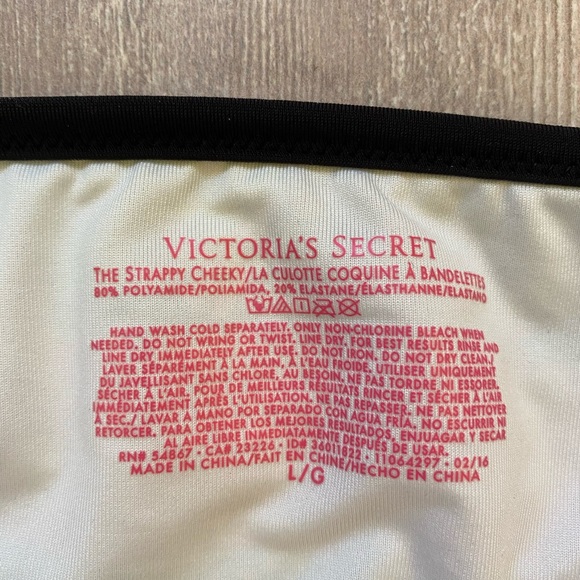 VICTORIA'S SECRET
THE STRAPPY CHEEKY/LA CULOTTE COQUINE À BANDELETTES
80% POLYAMIDE/POLIAMIDA, 20% ELASTANE/ÉLASTHANNE/ELASTANO
HAND WASH COLD SEPARATELY. ONLY NON-CHLORINE BLEACH WHEN
NEEDED. DO NOT WRING OR TWIST. LINE DRY. FOR BEST RESULTS RINSE AND
LINE DRY IMMEDIATELY AFTER USE. DO NOT IRON. DO NOT DRY CLEAN./
LAVER SÉPARÉMENT À LA MAIN, À L'EAU FROIDE. UTILISER UNIQUEMENT
DU JAVELLISANT SANS CHLORE, AU BESOIN. NE PAS TORDRE NI ESSORER.
SÉCHER À L'AIR. POUR DE MEILLEURS RÉSULTATS RINCER ET SÉCHER À L'AIR
IMMÉDIATEMENT APRÈS L'UTILISATION. NE PAS REPASSER. NE PAS NETTOYER
À SEC./ LAVAR A MANO POR SEPARADO CON AGUA FRÍA. NO ESCURRIR NI
RETORCER. PARA OBTENER LOS MEJORES RESULTADOS, ENJUAGAR Y SECAR
AL AIRE LIBRE INMEDIATAMENTE DESPUÉS DE USAR.
RN# 54867 • CA# 23226 • ID# 36011822 • 11064297 • 02/16
MADE IN CHINA/FAIT EN CHINE/HECHO EN CHINA
L/G